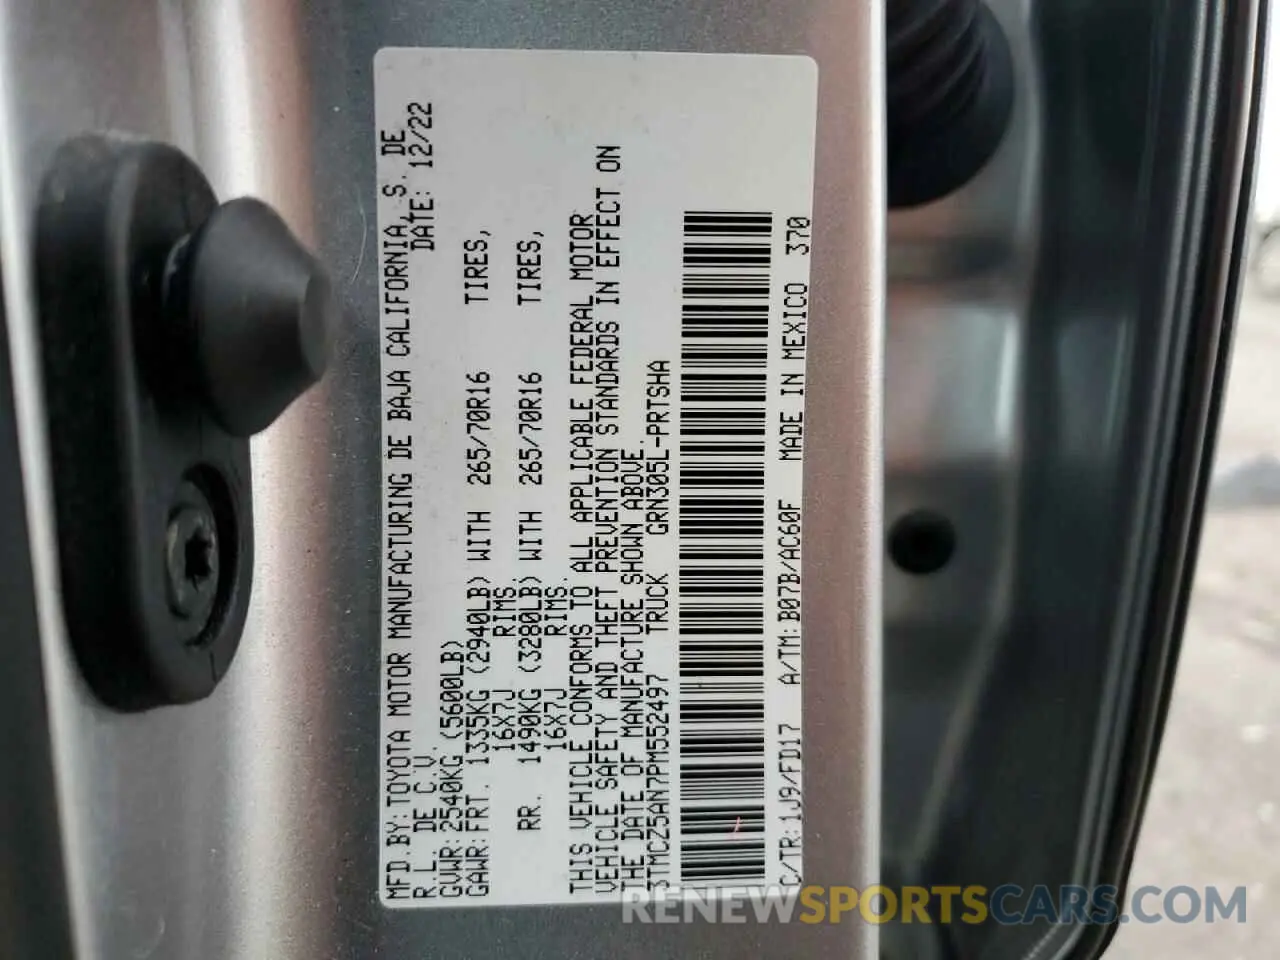 MFD.BY:TOYOTA MOTOR MANUFACTURING DE BAJA CALIFORNIA, S. DE
R.L. DE C.V. DATE: 12/22
GVWR:2540KG (5600LB)
GAWR:FRT. 1335KG (2940LB) WITH 265/70R16 TIRES,
16X7J RIMS.
RR. 1490KG (3280LB) WITH 265/70R16 TIRES,
16X7J RIMS.
THIS VEHICLE CONFORMS TO ALL APPLICABLE FEDERAL MOTOR
VEHICLE SAFETY AND THEFT PREVENTION STANDARDS IN EFFECT ON
THE DATE OF MANUFACTURE SHOWN ABOVE.
3TMCZ5AN7PM552497 TRUCK GRN305L-PRTSHA
C/TR:1J9/FD17 A/TM:B07B/AC60F MADE IN MEXICO 370
RENEWSPORTSCARS.COM